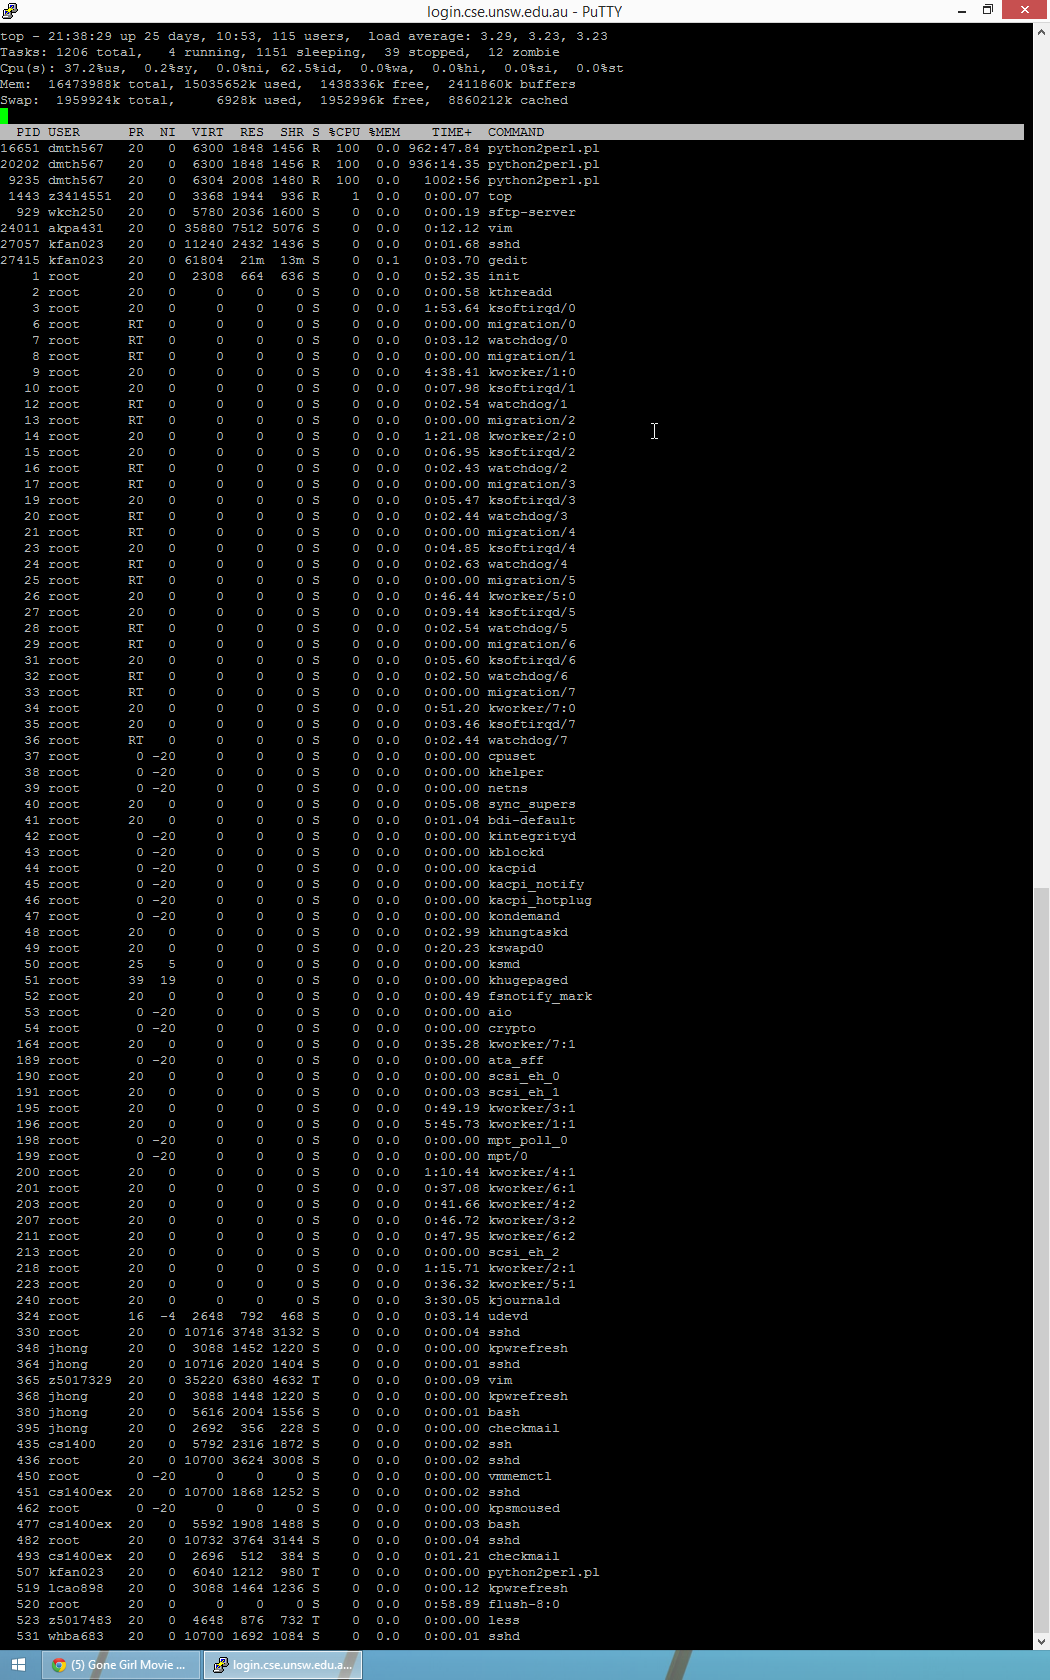 login.cse.unsw.edu.au - PuTTY
top - 21:38:29 up 25 days, 10:53, 115 users,  load average: 3.29, 3.23, 3.23
Tasks: 1206 total,   4 running, 1151 sleeping,  39 stopped,  12 zombie
Cpu(s): 37.2%us,  0.2%sy,  0.0%ni, 62.5%id,  0.0%wa,  0.0%hi,  0.0%si,  0.0%st
Mem:  16473988k total, 15035652k used,  1438336k free,  2411860k buffers
Swap:  1959924k total,     6928k used,  1952996k free,  8860212k cached
PID USER PR NI VIRT RES SHR S %CPU %MEM TIME+ COMMAND
16651 dmth567 20 0 6300 1848 1456 R 100 0.0 962:47.84 python2perl.pl
20202 dmth567 20 0 6300 1848 1456 R 100 0.0 936:14.35 python2perl.pl
9235 dmth567 20 0 6304 2008 1480 R 100 0.0 1002:56 python2perl.pl
1443 z3414551 20 0 3368 1944 936 R 1 0.0 0:00.07 top
929 wkch250 20 0 5780 2036 1600 S 0 0.0 0:00.19 sftp-server
24011 akpa431 20 0 35880 7512 5076 S 0 0.0 0:12.12 vim
27057 kfan023 20 0 11240 2432 1436 S 0 0.0 0:01.68 sshd
27415 kfan023 20 0 61804 21m 13m S 0 0.1 0:03.70 gedit
1 root 20 0 2308 664 636 S 0 0.0 0:52.35 init
2 root 20 0 0 0 0 S 0 0.0 0:00.58 kthreadd
3 root 20 0 0 0 0 S 0 0.0 1:53.64 ksoftirqd/0
6 root RT 0 0 0 0 S 0 0.0 0:00.00 migration/0
7 root RT 0 0 0 0 S 0 0.0 0:03.12 watchdog/0
8 root RT 0 0 0 0 S 0 0.0 0:00.00 migration/1
9 root 20 0 0 0 0 S 0 0.0 4:38.41 kworker/1:0
10 root 20 0 0 0 0 S 0 0.0 0:07.98 ksoftirqd/1
12 root RT 0 0 0 0 S 0 0.0 0:02.54 watchdog/1
13 root RT 0 0 0 0 S 0 0.0 0:00.00 migration/2
14 root 20 0 0 0 0 S 0 0.0 1:21.08 kworker/2:0
15 root 20 0 0 0 0 S 0 0.0 0:06.95 ksoftirqd/2
16 root RT 0 0 0 0 S 0 0.0 0:02.43 watchdog/2
17 root RT 0 0 0 0 S 0 0.0 0:00.00 migration/3
19 root 20 0 0 0 0 S 0 0.0 0:05.47 ksoftirqd/3
20 root RT 0 0 0 0 S 0 0.0 0:02.44 watchdog/3
21 root RT 0 0 0 0 S 0 0.0 0:00.00 migration/4
23 root 20 0 0 0 0 S 0 0.0 0:04.85 ksoftirqd/4
24 root RT 0 0 0 0 S 0 0.0 0:02.63 watchdog/4
25 root RT 0 0 0 0 S 0 0.0 0:00.00 migration/5
26 root 20 0 0 0 0 S 0 0.0 0:46.44 kworker/5:0
27 root 20 0 0 0 0 S 0 0.0 0:09.44 ksoftirqd/5
28 root RT 0 0 0 0 S 0 0.0 0:02.54 watchdog/5
29 root RT 0 0 0 0 S 0 0.0 0:00.00 migration/6
31 root 20 0 0 0 0 S 0 0.0 0:05.60 ksoftirqd/6
32 root RT 0 0 0 0 S 0 0.0 0:02.50 watchdog/6
33 root RT 0 0 0 0 S 0 0.0 0:00.00 migration/7
34 root 20 0 0 0 0 S 0 0.0 0:51.20 kworker/7:0
35 root 20 0 0 0 0 S 0 0.0 0:03.46 ksoftirqd/7
36 root RT 0 0 0 0 S 0 0.0 0:02.44 watchdog/7
37 root 0 -20 0 0 0 S 0 0.0 0:00.00 cpuset
38 root 0 -20 0 0 0 S 0 0.0 0:00.00 khelper
39 root 0 -20 0 0 0 S 0 0.0 0:00.00 netns
40 root 20 0 0 0 0 S 0 0.0 0:05.08 sync_supers
41 root 20 0 0 0 0 S 0 0.0 0:01.04 bdi-default
42 root 0 -20 0 0 0 S 0 0.0 0:00.00 kintegrityd
43 root 0 -20 0 0 0 S 0 0.0 0:00.00 kblockd
44 root 0 -20 0 0 0 S 0 0.0 0:00.00 kacpid
45 root 0 -20 0 0 0 S 0 0.0 0:00.00 kacpi_notify
46 root 0 -20 0 0 0 S 0 0.0 0:00.00 kacpi_hotplug
47 root 0 -20 0 0 0 S 0 0.0 0:00.00 kondemand
48 root 20 0 0 0 0 S 0 0.0 0:02.99 khungtaskd
49 root 20 0 0 0 0 S 0 0.0 0:20.23 kswapd0
50 root 25 5 0 0 0 S 0 0.0 0:00.00 ksmd
51 root 39 19 0 0 0 S 0 0.0 0:00.00 khugepaged
52 root 20 0 0 0 0 S 0 0.0 0:00.49 fsnotify_mark
53 root 0 -20 0 0 0 S 0 0.0 0:00.00 aio
54 root 0 -20 0 0 0 S 0 0.0 0:00.00 crypto
164 root 20 0 0 0 0 S 0 0.0 0:35.28 kworker/7:1
189 root 0 -20 0 0 0 S 0 0.0 0:00.00 ata_sff
190 root 20 0 0 0 0 S 0 0.0 0:00.00 scsi_eh_0
191 root 20 0 0 0 0 S 0 0.0 0:00.03 scsi_eh_1
195 root 20 0 0 0 0 S 0 0.0 0:49.19 kworker/3:1
196 root 20 0 0 0 0 S 0 0.0 5:45.73 kworker/1:1
198 root 0 -20 0 0 0 S 0 0.0 0:00.00 mpt_poll_0
199 root 0 -20 0 0 0 S 0 0.0 0:00.00 mpt/0
200 root 20 0 0 0 0 S 0 0.0 1:10.44 kworker/4:1
201 root 20 0 0 0 0 S 0 0.0 0:37.08 kworker/6:1
203 root 20 0 0 0 0 S 0 0.0 0:41.66 kworker/4:2
207 root 20 0 0 0 0 S 0 0.0 0:46.72 kworker/3:2
211 root 20 0 0 0 0 S 0 0.0 0:47.95 kworker/6:2
213 root 20 0 0 0 0 S 0 0.0 0:00.00 scsi_eh_2
218 root 20 0 0 0 0 S 0 0.0 1:15.71 kworker/2:1
223 root 20 0 0 0 0 S 0 0.0 0:36.32 kworker/5:1
240 root 20 0 0 0 0 S 0 0.0 3:30.05 kjournald
324 root 16 -4 2648 792 468 S 0 0.0 0:03.14 udevd
330 root 20 0 10716 3748 3132 S 0 0.0 0:00.04 sshd
348 jhong 20 0 3088 1452 1220 S 0 0.0 0:00.00 kpwrefresh
364 jhong 20 0 10716 2020 1404 S 0 0.0 0:00.01 sshd
365 z5017329 20 0 35220 6380 4632 T 0 0.0 0:00.09 vim
368 jhong 20 0 3088 1448 1220 S 0 0.0 0:00.00 kpwrefresh
380 jhong 20 0 5616 2004 1556 S 0 0.0 0:00.01 bash
395 jhong 20 0 2692 356 228 S 0 0.0 0:00.00 checkmail
435 cs1400 20 0 5792 2316 1872 S 0 0.0 0:00.02 ssh
436 root 20 0 10700 3624 3008 S 0 0.0 0:00.02 sshd
450 root 0 -20 0 0 0 S 0 0.0 0:00.00 vmmemctl
451 cs1400ex 20 0 10700 1868 1252 S 0 0.0 0:00.02 sshd
462 root 0 -20 0 0 0 S 0 0.0 0:00.00 kpsmoused
477 cs1400ex 20 0 5592 1908 1488 S 0 0.0 0:00.03 bash
482 root 20 0 10732 3764 3144 S 0 0.0 0:00.04 sshd
493 cs1400ex 20 0 2696 512 384 S 0 0.0 0:01.21 checkmail
507 kfan023 20 0 6040 1212 980 T 0 0.0 0:00.00 python2perl.pl
519 lcao898 20 0 3088 1464 1236 S 0 0.0 0:00.12 kpwrefresh
520 root 20 0 0 0 0 S 0 0.0 0:58.89 flush-8:0
523 z5017483 20 0 4648 876 732 T 0 0.0 0:00.00 less
531 whba683 20 0 10700 1692 1084 S 0 0.0 0:00.01 sshd
(5) Gone Girl Movie ...
login.cse.unsw.edu.a...